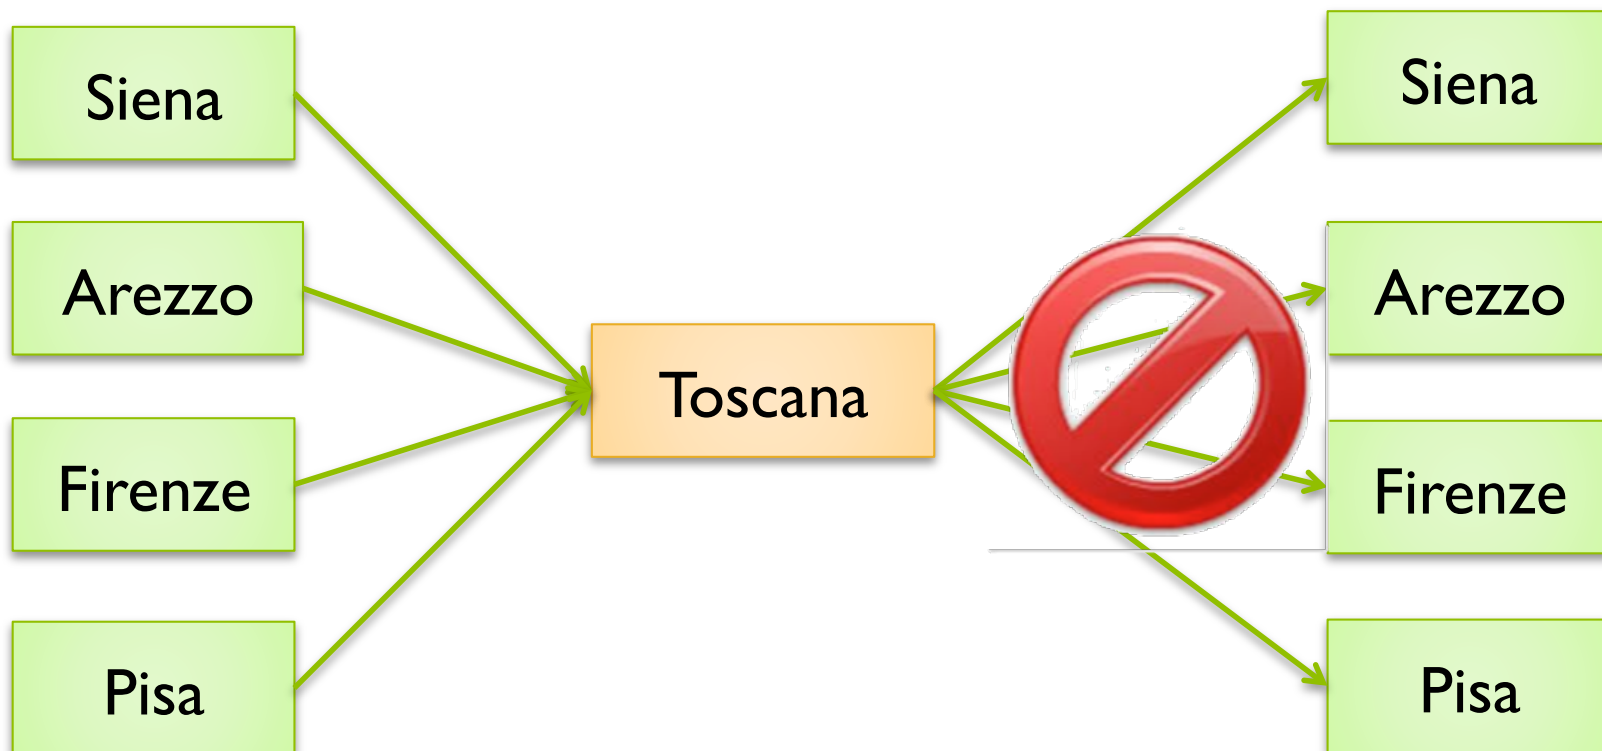 Siena
Arezzo
Firenze
Pisa
Toscana
Siena
Arezzo
Firenze
Pisa